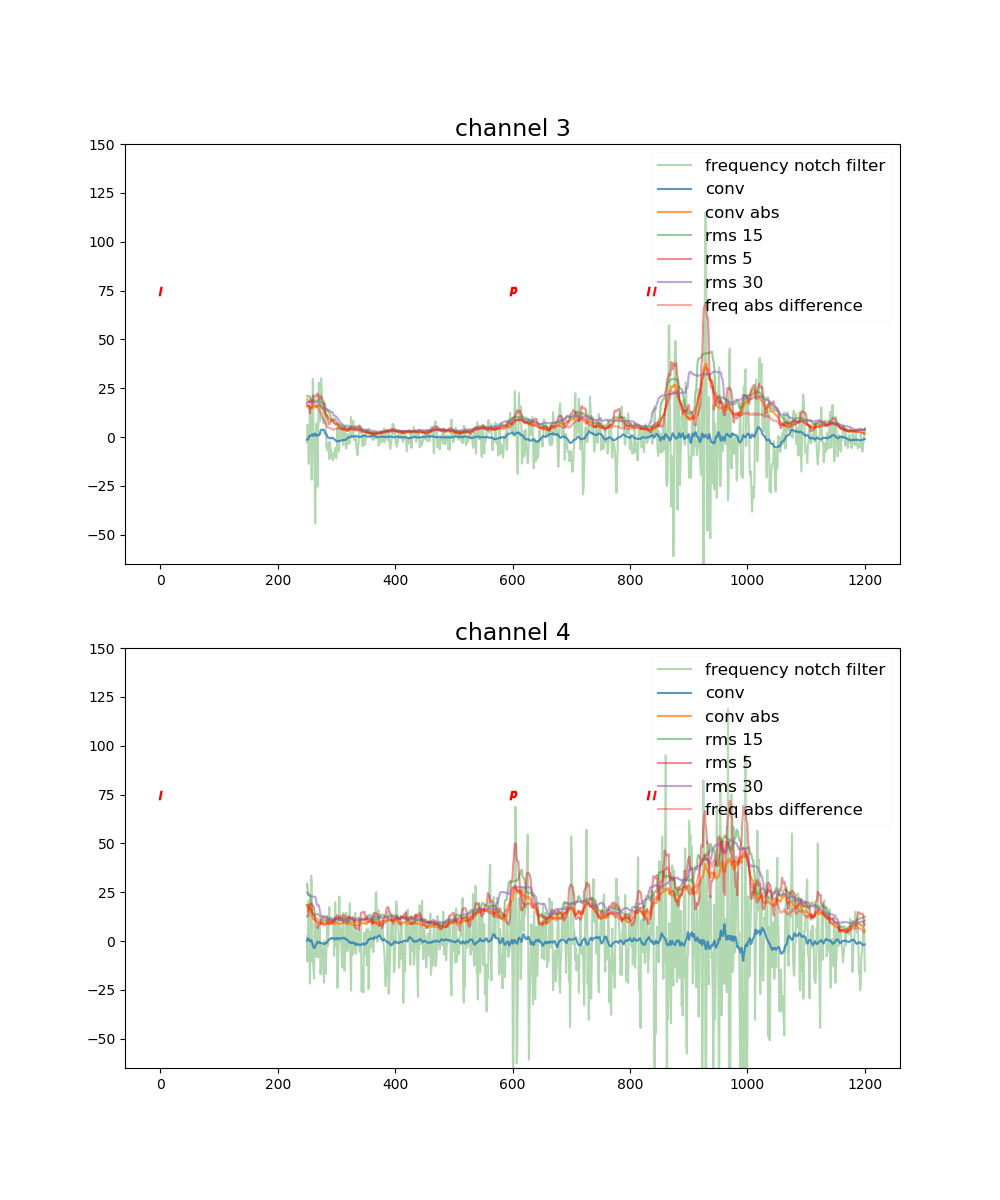 channel 3
150
125
100
75
50
25
0
−25
−50
frequency notch filter
conv
conv abs
rms 15
rms 5
rms 30
freq abs difference
I p I I
0 200 400 600 800 1000 1200
channel 4
150
125
100
75
50
25
0
−25
−50
frequency notch filter
conv
conv abs
rms 15
rms 5
rms 30
freq abs difference
I p I I
0 200 400 600 800 1000 1200